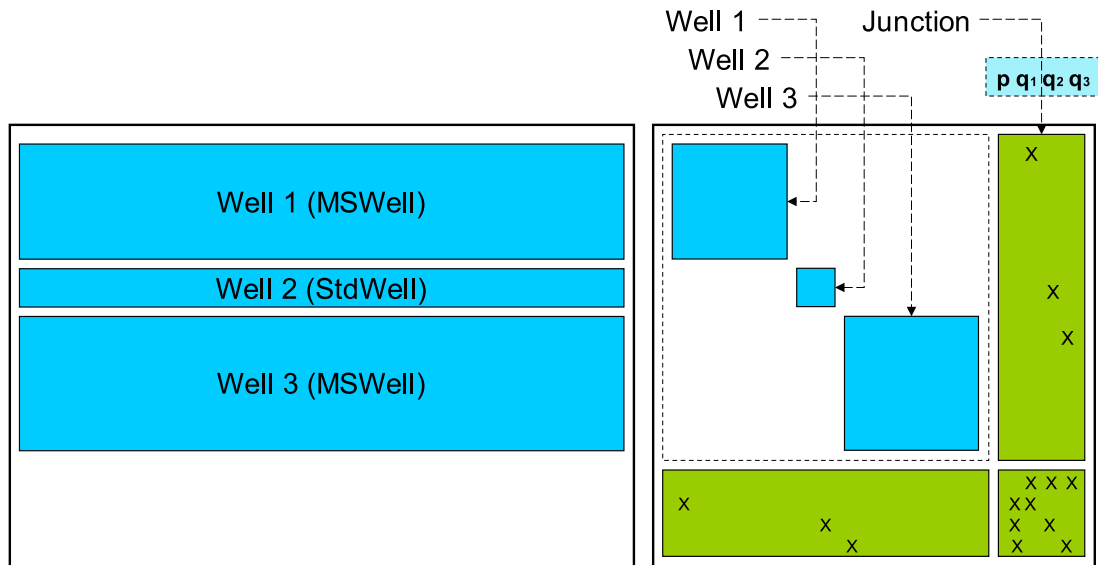 Well 1
Junction
Well 2
p q1 q2 q3
Well 3
Well 1 (MSWell)
Well 2 (StdWell)
Well 3 (MSWell)
X
X
X
X X X
X
X X
X
X X
X
X X